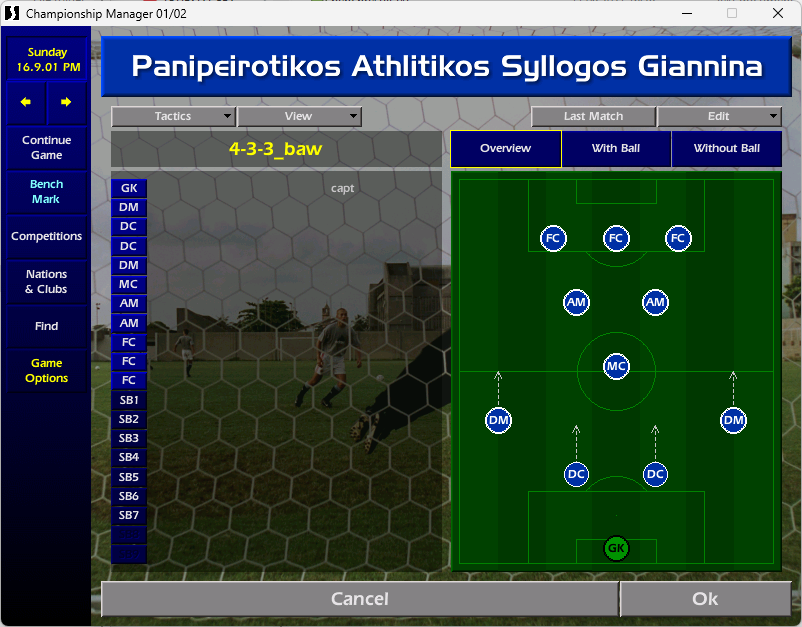 Championship Manager 01/02
Sunday
16.9.01 PM
Continue
Game
Bench
Mark
Competitions
Nations
& Clubs
Find
Game
Options
Panipeirotikos Athlitikos Syllogos Giannina
Tactics
View
Last Match
Edit
4-3-3_baw
Overview
With Ball
Without Ball
GK
capt
DM
DC
DC
DM
MC
AM
AM
FC
FC
FC
SB1
SB2
SB3
SB4
SB5
SB6
SB7
FC FC FC
AM AM
MC
DM DM
DC DC
GK
Cancel
Ok